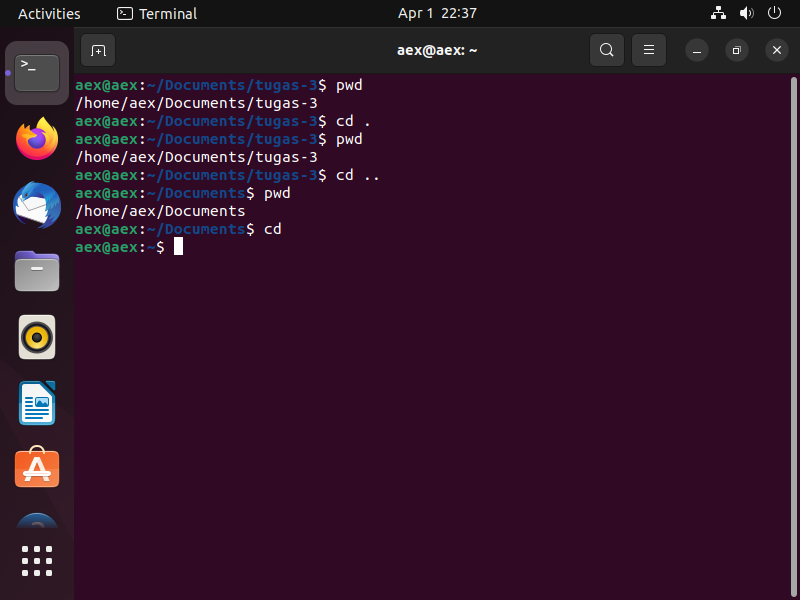 Activities Terminal Apr 1 22:37
aex@aex: ~
aex@aex:~/Documents/tugas-3$ pwd
/home/aex/Documents/tugas-3
aex@aex:~/Documents/tugas-3$ cd .
aex@aex:~/Documents/tugas-3$ pwd
/home/aex/Documents/tugas-3
aex@aex:~/Documents/tugas-3$ cd ..
aex@aex:~/Documents$ pwd
/home/aex/Documents
aex@aex:~/Documents$ cd
aex@aex:~$